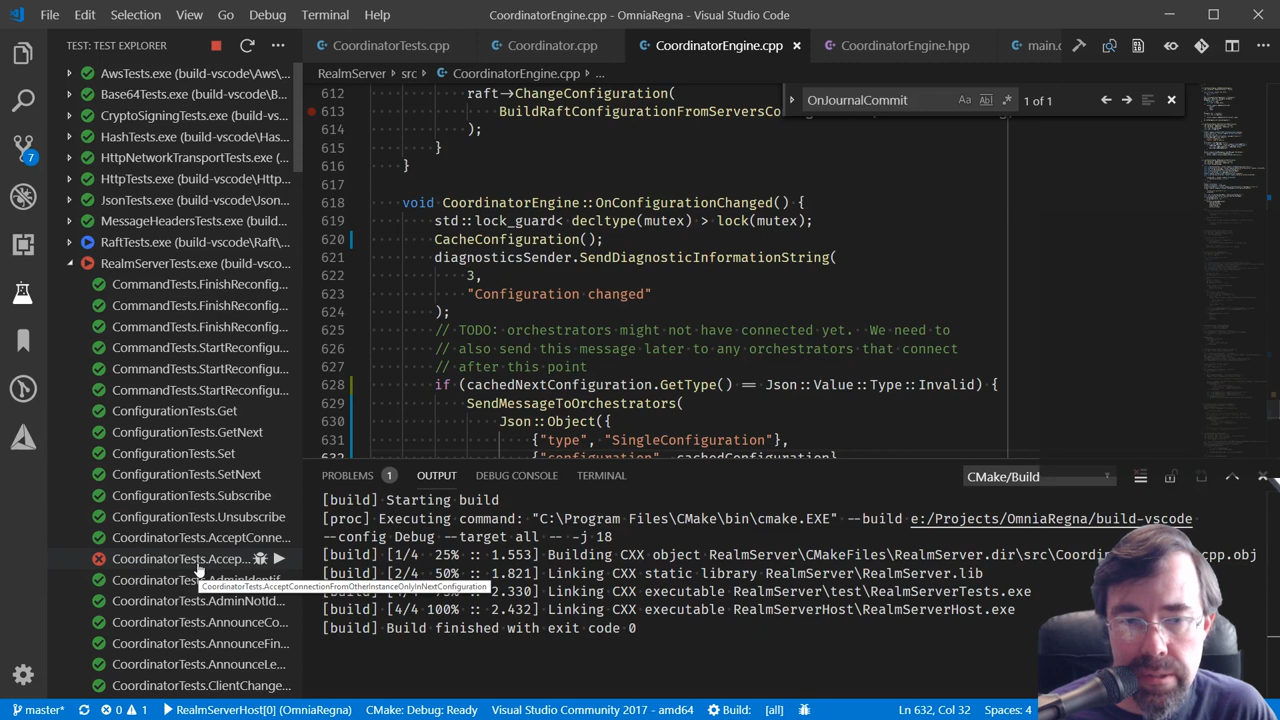 File Edit Selection View Go Debug Terminal Help
CoordinatorEngine.cpp - OmniaRegna - Visual Studio Code
TEST: TEST EXPLORER
CoordinatorTests.cpp
Coordinator.cpp
CoordinatorEngine.cpp
CoordinatorEngine.hpp
main.c
RealmServer > src > CoordinatorEngine.cpp > ...
OnJournalCommit
Aa
Abl
1 of 1
AwsTests.exe (build-vscode\Aws\...
Base64Tests.exe (build-vscode\B...
CryptoSigningTests.exe (build-vsc...
HashTests.exe (build-vscode\Has...
HttpNetworkTransportTests.exe (...
HttpTests.exe (build-vscode\Http...
JsonTests.exe (build-vscode\Json...
MessageHeadersTests.exe (build-...
RaftTests.exe (build-vscode\Raft\...
RealmServerTests.exe (build-vsco...
CommandTests.FinishReconfig...
CommandTests.FinishReconfig...
CommandTests.FinishReconfig...
CommandTests.StartReconfigu...
CommandTests.StartReconfigu...
CommandTests.StartReconfigu...
ConfigurationTests.Get
ConfigurationTests.GetNext
ConfigurationTests.Set
ConfigurationTests.SetNext
ConfigurationTests.Subscribe
ConfigurationTests.Unsubscribe
CoordinatorTests.AcceptConne...
CoordinatorTests.Accep...
CoordinatorTests.AcceptConnectionFromOtherInstanceOnlyInNextConfiguration
CoordinatorTests.AdminIdentif...
CoordinatorTests.AdminNotId...
CoordinatorTests.AnnounceCo...
CoordinatorTests.AnnounceFin...
CoordinatorTests.AnnounceLe...
CoordinatorTests.ClientChange...
7
612 raft->ChangeConfiguration(
613 BuildRaftConfigurationFromServersCo
614 );
615 }
616 }
617
618 void CoordinatorEngine::OnConfigurationChanged() {
619 std::lock_guard< decltype(mutex) > lock(mutex);
620 CacheConfiguration();
621 diagnosticsSender.SendDiagnosticInformationString(
622 3,
623 "Configuration changed"
624 );
625 // TODO: orchestrators might not have connected yet. We need to
626 // also send this message later to any orchestrators that connect
627 // after this point
628 if (cachedNextConfiguration.GetType() == Json::Value::Type::Invalid) {
629 SendMessageToOrchestrators(
630 Json::Object({
631 {"type", "SingleConfiguration"},
632 {"configuration", cachedConfiguration},
PROBLEMS 1 OUTPUT DEBUG CONSOLE TERMINAL
CMake/Build
[build] Starting build
[proc] Executing command: "C:\Program Files\CMake\bin\cmake.EXE" --build e:/Projects/OmniaRegna/build-vscode
--config Debug --target all -- -j 18
[1/4 25% :: 1.553] Building CXX object RealmServer\CMakeFiles\RealmServer.dir\src\Coord
cpp.obj
[build] [2/4 50% :: 1.821] Linking CXX static library RealmServer\RealmServer.lib
:: 2.330] Linking CXX executable RealmServer\test\RealmServerTests.exe
[build] [4/4 100% :: 2.432] Linking CXX executable RealmServerHost\RealmServerHost.exe
[build] Build finished with exit code 0
master* 0 1 RealmServerHost[0] (OmniaRegna) CMake: Debug: Ready Visual Studio Community 2017 - amd64 Build: [all] Ln 632, Col 32 Spaces: 4